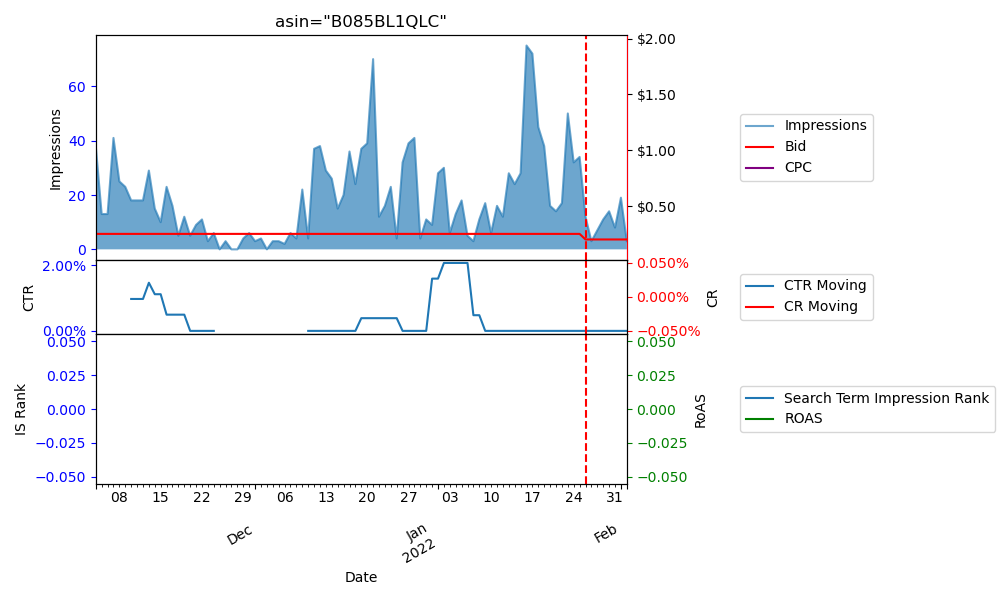 asin="B085BL1QLC"
Impressions
60
40
20
0
$2.00
$1.50
$1.00
$0.50
Impressions
Bid
CPC
CTR
2.00%
0.00%
0.050%
0.000%
−0.050%
CR
CTR Moving
CR Moving
IS Rank
0.050
0.025
0.000
−0.025
−0.050
0.050
0.025
0.000
−0.025
−0.050
RoAS
Search Term Impression Rank
ROAS
08 15 22 29 06 13 20 27 03 10 17 24 31
Dec
Jan
2022
Feb
Date